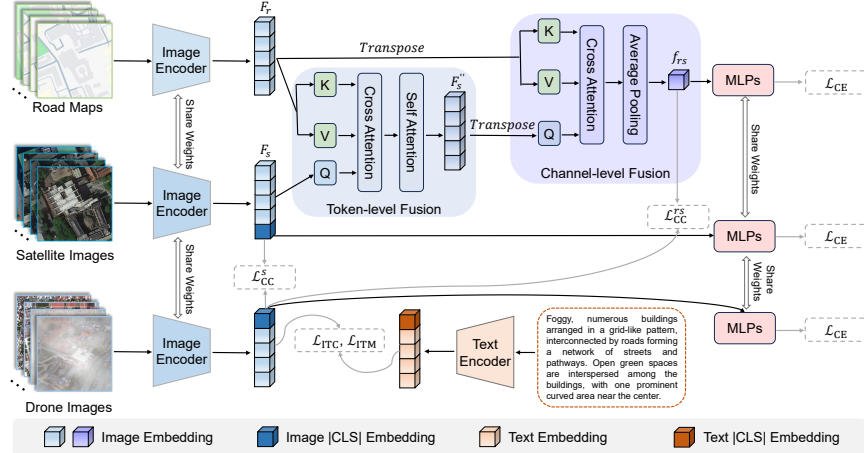 Road Maps
Image
Encoder
F_r
Transpose
K
V
Q
Cross Attention
Self Attention
F_s''
Token-level Fusion
Transpose
K
V
Q
Cross Attention
Average Pooling
Channel-level Fusion
f_rs
MLPs
ℒ_CE
Share Weights
Share Weights
Satellite Images
Image
Encoder
F_s
ℒ_CC^rs
MLPs
ℒ_CE
Share Weights
ℒ_CC^s
Share
Weights
Drone Images
Image
Encoder
ℒ_ITC, ℒ_ITM
Text
Encoder
Foggy, numerous buildings
arranged in a grid-like pattern,
interconnected by roads forming
a network of streets and
pathways. Open green spaces
are interspersed among the
buildings, with one prominent
curved area near the center.
MLPs
ℒ_CE
Image Embedding
Image |CLS| Embedding
Text Embedding
Text |CLS| Embedding